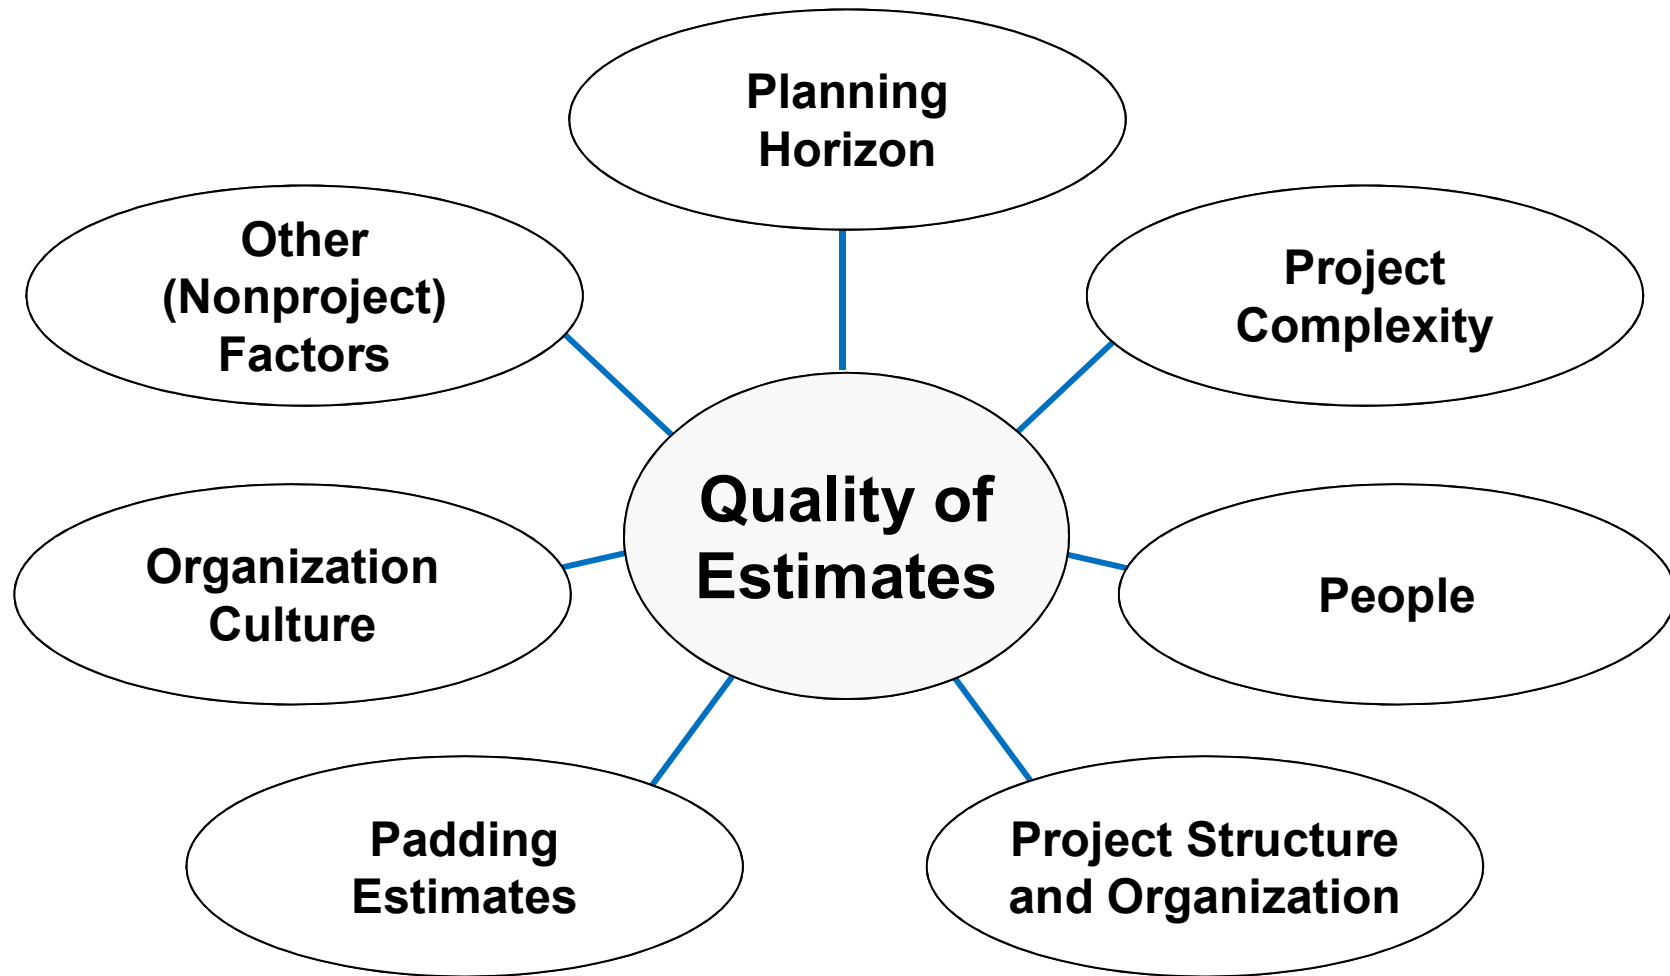 Planning
Horizon
Other
(Nonproject)
Factors
Project
Complexity
Quality of
Estimates
Organization
Culture
People
Padding
Estimates
Project Structure
and Organization